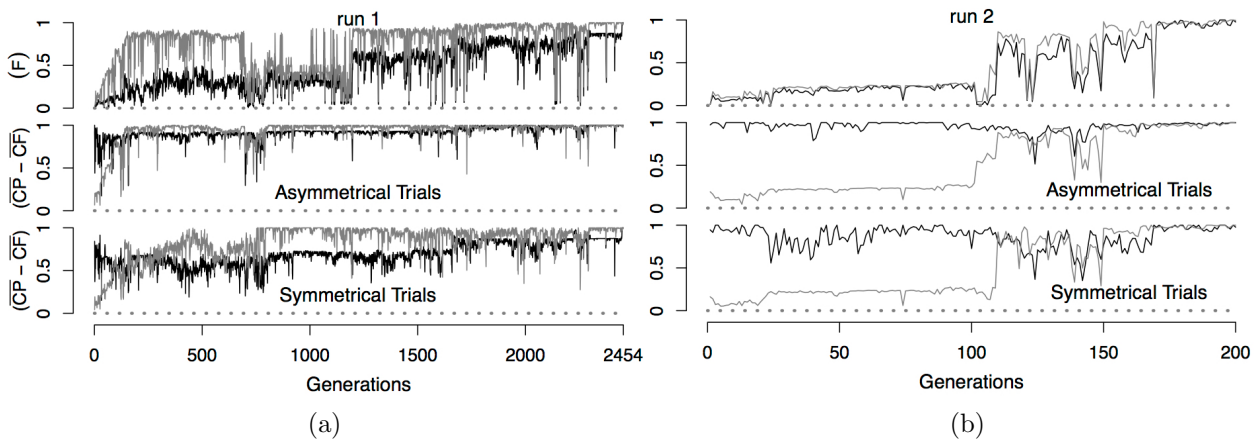 run 1
(F)
0 0.5 1
(CP − CF)
0 0.5 1
Asymmetrical Trials
(CP − CF)
0 0.5 1
Symmetrical Trials
0 500 1000 1500 2000 2454
Generations
(a)
run 2
0 0.5 1
0 0.5 1
Asymmetrical Trials
0 0.5 1
Symmetrical Trials
0 50 100 150 200
Generations
(b)